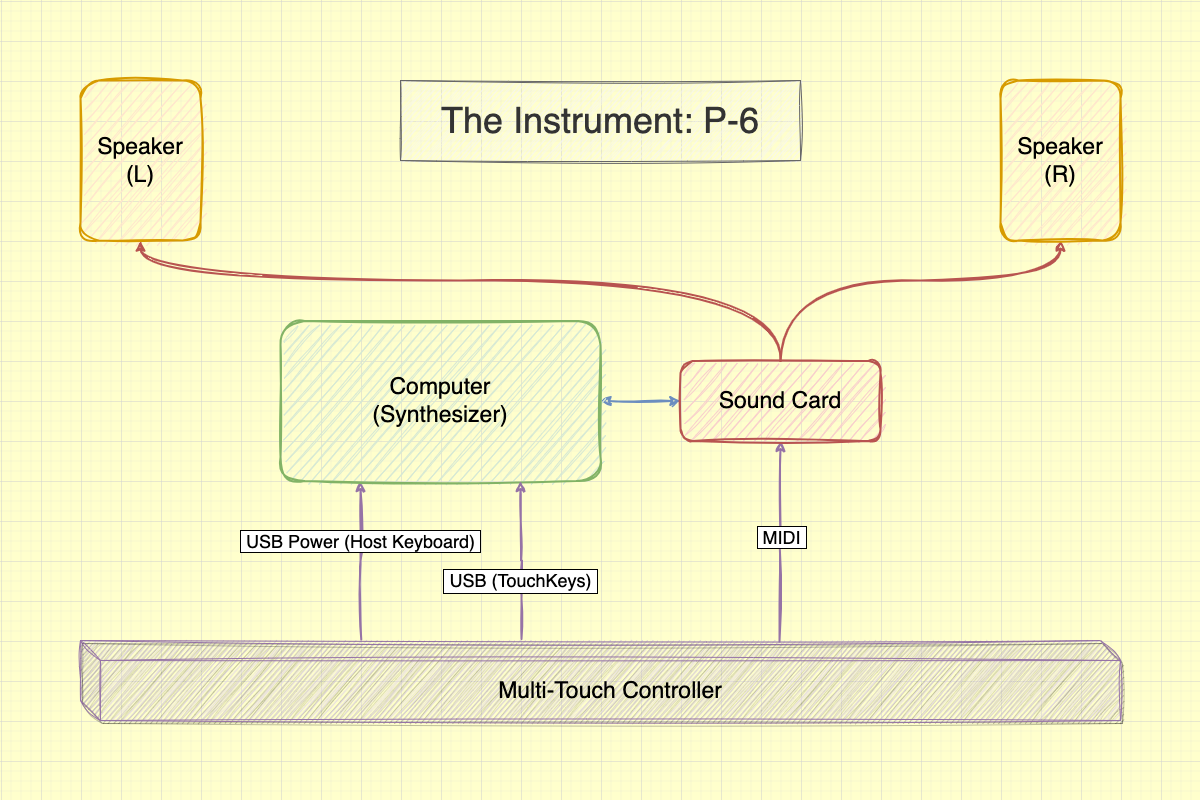 The Instrument: P-6
Speaker
(L)
Speaker
(R)
Computer
(Synthesizer)
Sound Card
USB Power (Host Keyboard)
MIDI
USB (TouchKeys)
Multi-Touch Controller